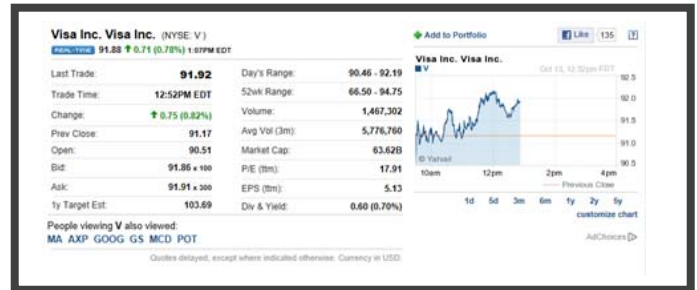 Visa Inc. Visa Inc. (NYSE: V)
REAL-TIME 91.88 0.71 (0.78%) 1:07PM EDT
Last Trade: 91.92
Trade Time: 12:52PM EDT
Change: 0.75 (0.82%)
Prev Close: 91.17
Open: 90.51
Bid: 91.86 x 100
Ask: 91.91 x 300
1y Target Est: 103.69
Day's Range: 90.46 - 92.19
52wk Range: 66.50 - 94.75
Volume: 1,467,302
Avg Vol (3m): 5,776,760
Market Cap: 63.62B
P/E (ttm): 17.91
EPS (ttm): 5.13
Div & Yield: 0.60 (0.70%)
People viewing V also viewed:
MA AXP GOOG GS MCD POT
Quotes delayed, except where indicated otherwise. Currency in USD.
Add to Portfolio
Like 135 [?]
Visa Inc. Visa Inc.
V Oct 13, 12:52pm EDT
92.5
92.0
91.5
91.0
90.5
© Yahoo!
10am 12pm 2pm 4pm
Previous Close
1d 5d 3m 6m 1y 2y 5y
customize chart
AdChoices